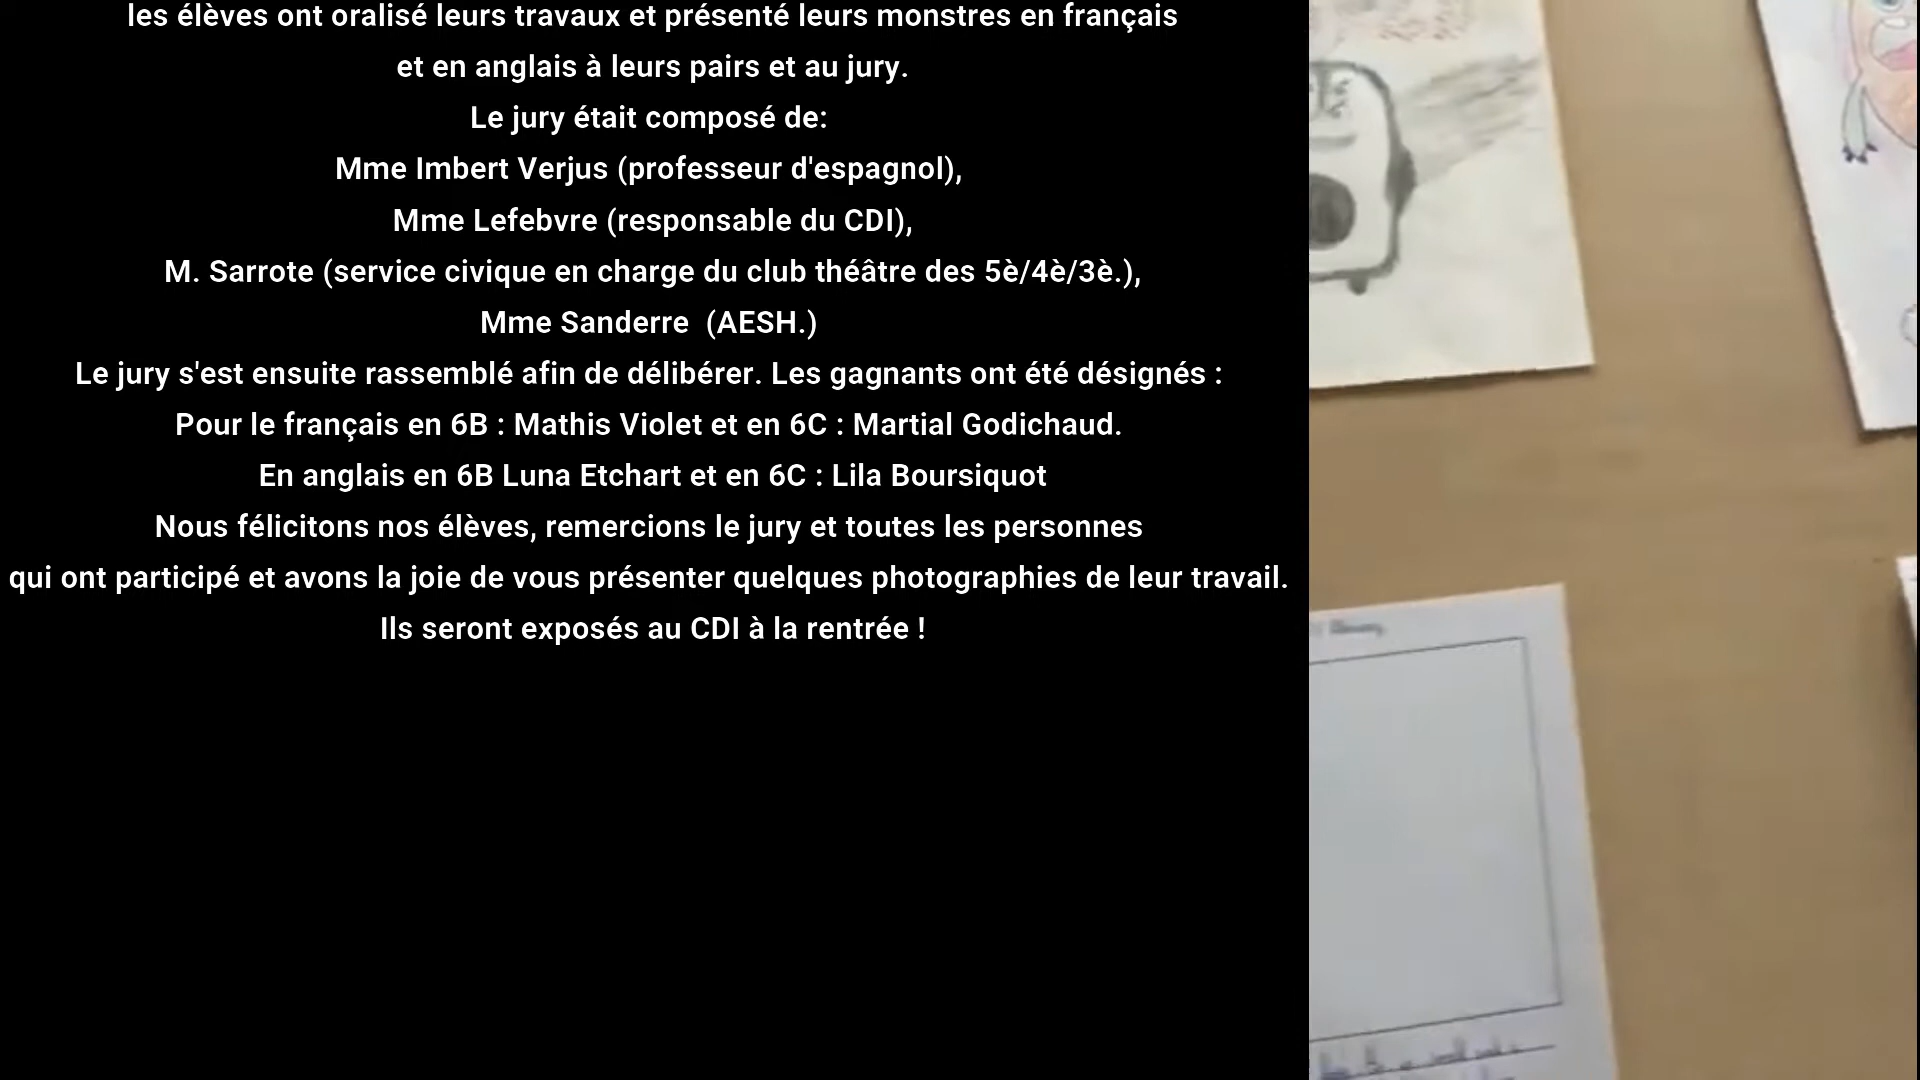 les élèves ont oralisé leurs travaux et présenté leurs monstres en français
et en anglais à leurs pairs et au jury.
Le jury était composé de:
Mme Imbert Verjus (professeur d'espagnol),
Mme Lefebvre (responsable du CDI),
M. Sarrote (service civique en charge du club théâtre des 5è/4è/3è.),
Mme Sanderre (AESH.)
Le jury s'est ensuite rassemblé afin de délibérer. Les gagnants ont été désignés :
Pour le français en 6B : Mathis Violet et en 6C : Martial Godichaud.
En anglais en 6B Luna Etchart et en 6C : Lila Boursiquot
Nous félicitons nos élèves, remercions le jury et toutes les personnes
qui ont participé et avons la joie de vous présenter quelques photographies de leur travail.
Ils seront exposés au CDI à la rentrée !